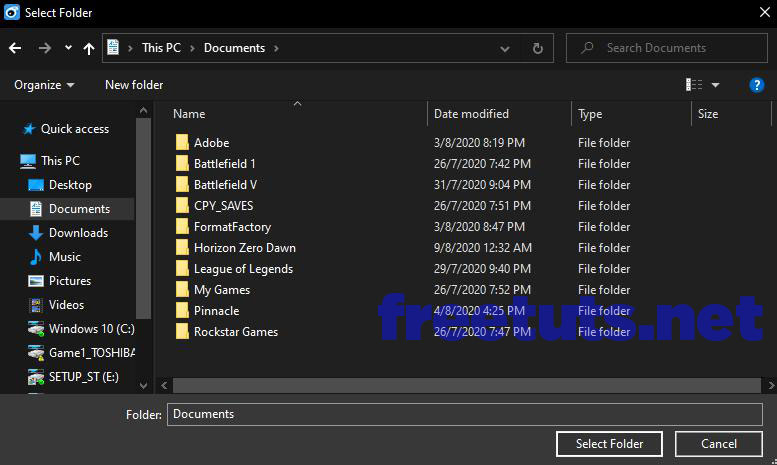 Select Folder
This PC > Documents >
Search Documents
Organize
New folder
?
Name
Date modified
Type
Size
Quick access
This PC
Desktop
Documents
Downloads
Music
Pictures
Videos
Windows 10 (C:)
Game1_TOSHIBA
SETUP_ST (E:)
Adobe 3/8/2020 8:19 PM File folder
Battlefield 1 26/7/2020 7:42 PM File folder
Battlefield V 31/7/2020 9:04 PM File folder
CPY_SAVES 26/7/2020 7:51 PM File folder
FormatFactory 3/8/2020 8:47 PM File folder
Horizon Zero Dawn 9/8/2020 12:32 AM File folder
League of Legends 29/7/2020 9:40 PM File folder
My Games 26/7/2020 7:52 PM File folder
Pinnacle 4/8/2020 4:25 PM File folder
Rockstar Games 26/7/2020 7:47 PM File folder
freetuts.net
Folder: Documents
Select Folder
Cancel